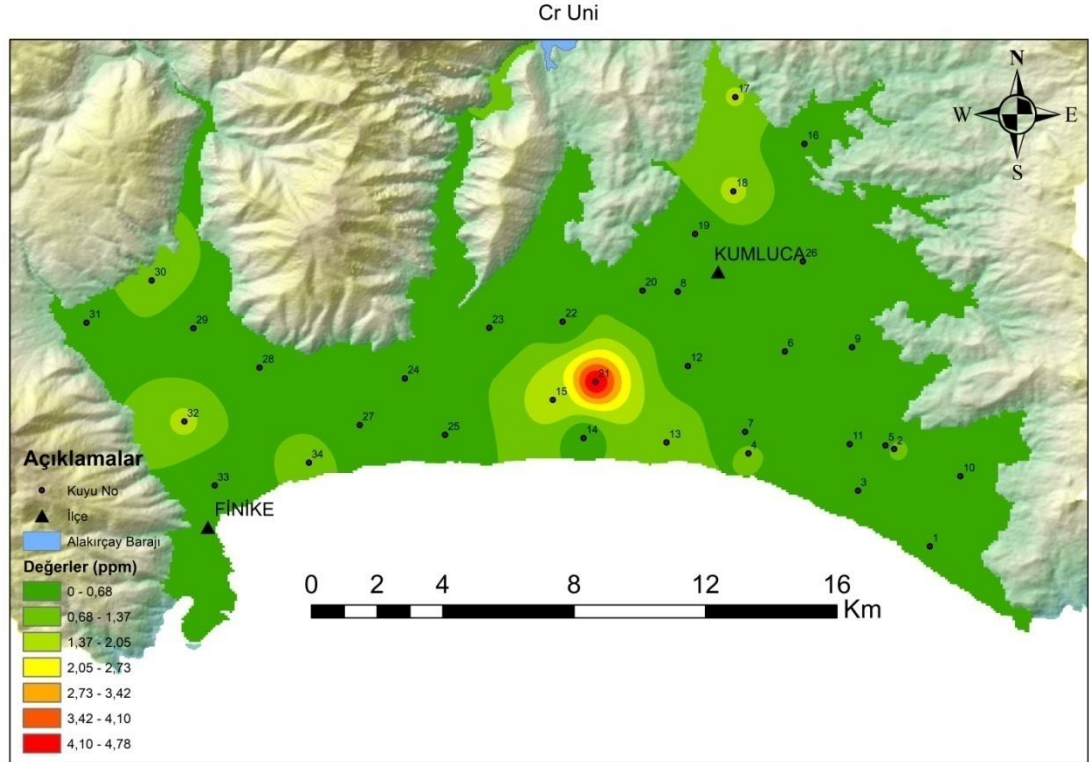 Cr Uni
N
W
E
S
17
16
18
19
KUMLUCA
26
30
20
8
31
29
23
22
6
9
28
12
24
21
15
32
27
25
14
13
7
4
11
5
2
34
10
33
3
FİNİKE
1
Açıklamalar
Kuyu No
İlçe
Alakırçay Barajı
Değerler (ppm)
0 - 0,68
0,68 - 1,37
1,37 - 2,05
2,05 - 2,73
2,73 - 3,42
3,42 - 4,10
4,10 - 4,78
0 2 4 8 12 16
Km